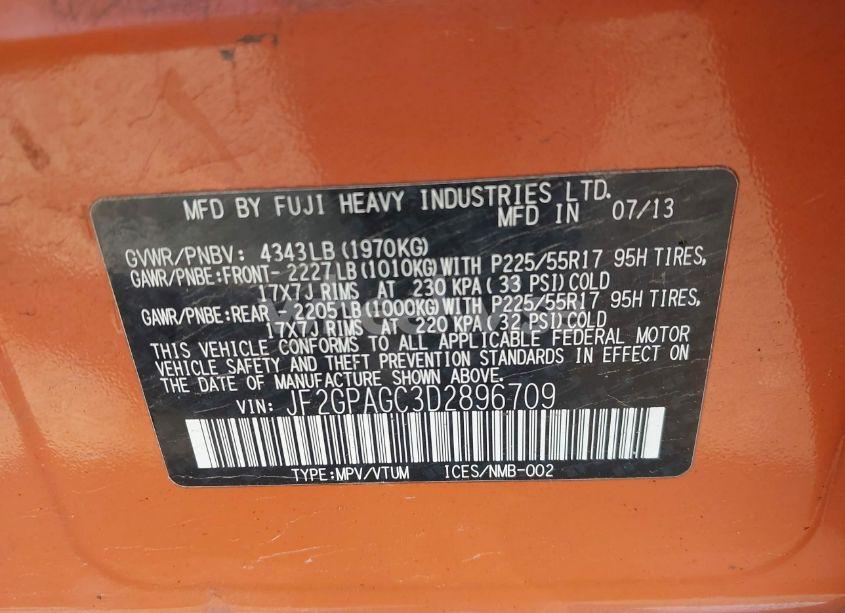 MFD BY FUJI HEAVY INDUSTRIES LTD.
MFD IN 07/13
GVWR/PNBV: 4343LB(1970KG)
GAWR/PNBE:FRONT-2227LB(1010KG)WITH P225/55R17 95H TIRES,
17X7J RIMS AT 230 KPA(33 PSI)COLD
GAWR/PNBE:REAR -2205LB(1000KG)WITH P225/55R17 95H TIRES,
17X7J RIMS AT 220 KPA(32 PSI)COLD
THIS VEHICLE CONFORMS TO ALL APPLICABLE FEDERAL MOTOR
VEHICLE SAFETY AND THEFT PREVENTION STANDARDS IN EFFECT ON
THE DATE OF MANUFACTURE SHOWN ABOVE.
VIN: JF2GPAGC3D2896709
TYPE:MPV/VTUM ICES/NMB-002